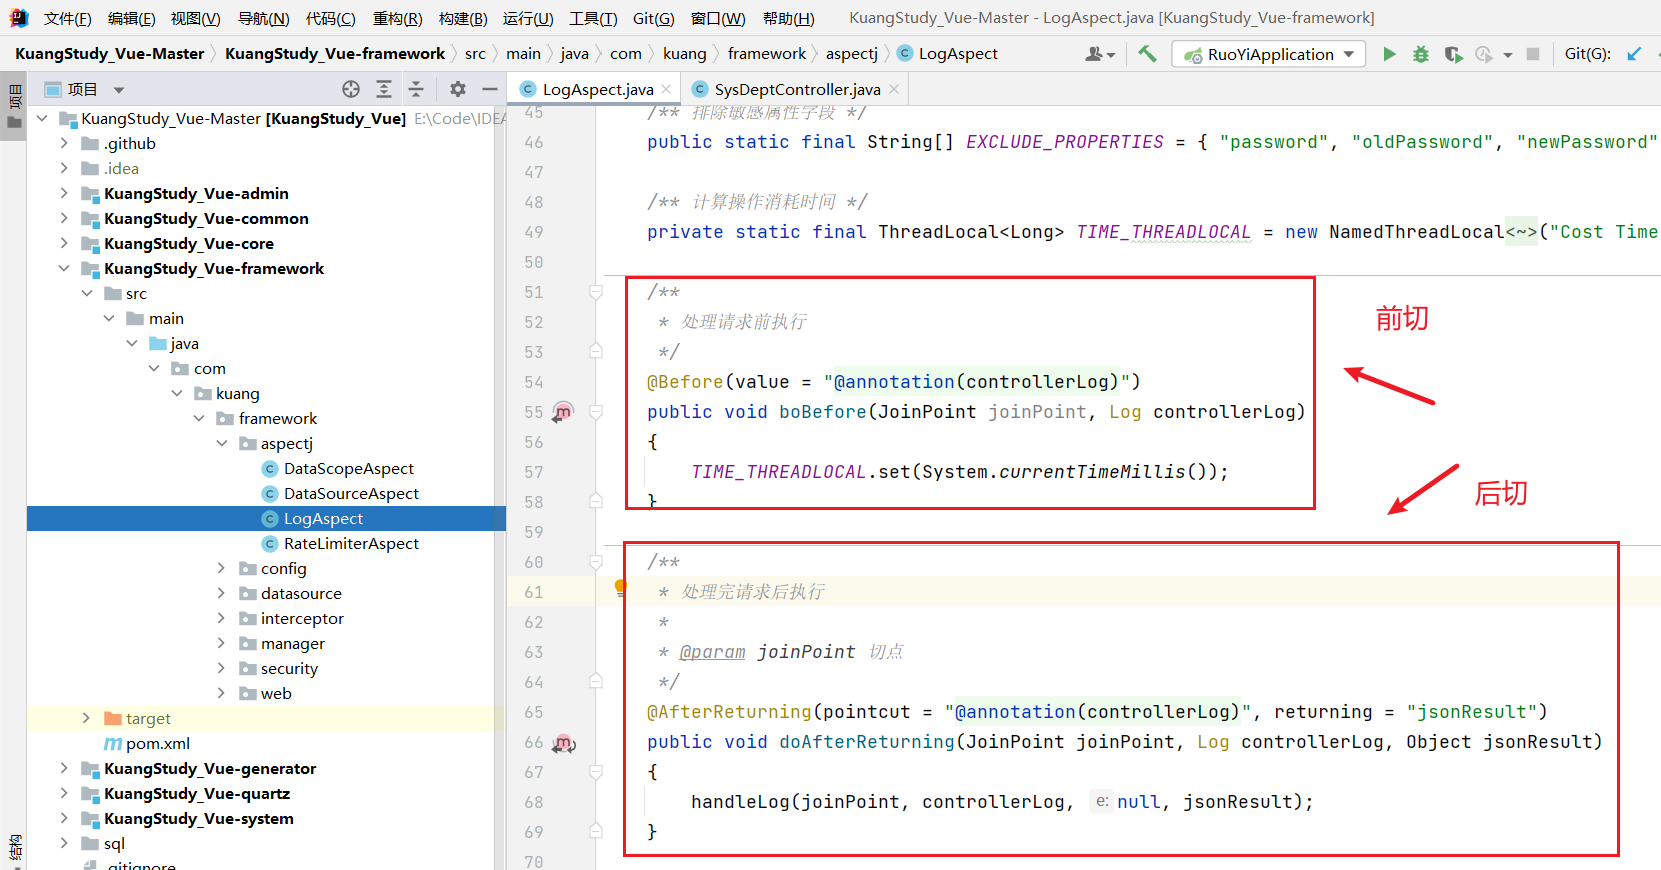 文件(F) 编辑(E) 视图(V) 导航(N) 代码(C) 重构(R) 构建(B) 运行(U) 工具(T) Git(G) 窗口(W) 帮助(H) KuangStudy_Vue-Master - LogAspect.java [KuangStudy_Vue-framework]
KuangStudy_Vue-Master KuangStudy_Vue-framework src main java com kuang framework aspectj LogAspect RuoYiApplication Git(G):
项目
项目
LogAspect.java SysDeptController.java
KuangStudy_Vue-Master [KuangStudy_Vue] E:\Code\IDEA
.github
.idea
KuangStudy_Vue-admin
KuangStudy_Vue-common
KuangStudy_Vue-core
KuangStudy_Vue-framework
src
main
java
com
kuang
framework
aspectj
DataScopeAspect
DataSourceAspect
LogAspect
RateLimiterAspect
config
datasource
interceptor
manager
security
web
target
pom.xml
KuangStudy_Vue-generator
KuangStudy_Vue-quartz
KuangStudy_Vue-system
sql
.gitignore
结构
45 /** 排除敏感属性字段 */
46 public static final String[] EXCLUDE_PROPERTIES = { "password", "oldPassword", "newPassword"
47
48 /** 计算操作消耗时间 */
49 private static final ThreadLocal<Long> TIME_THREADLOCAL = new NamedThreadLocal<~>("Cost Time
50
51 /**
52 * 处理请求前执行
53 */
54 @Before(value = "@annotation(controllerLog)")
55 public void boBefore(JoinPoint joinPoint, Log controllerLog)
56 {
57 TIME_THREADLOCAL.set(System.currentTimeMillis());
58 }
59
60 /**
61 * 处理完请求后执行
62 *
63 * @param joinPoint 切点
64 */
65 @AfterReturning(pointcut = "@annotation(controllerLog)", returning = "jsonResult")
66 public void doAfterReturning(JoinPoint joinPoint, Log controllerLog, Object jsonResult)
67 {
68 handleLog(joinPoint, controllerLog, e: null, jsonResult);
69 }
70
前切
后切